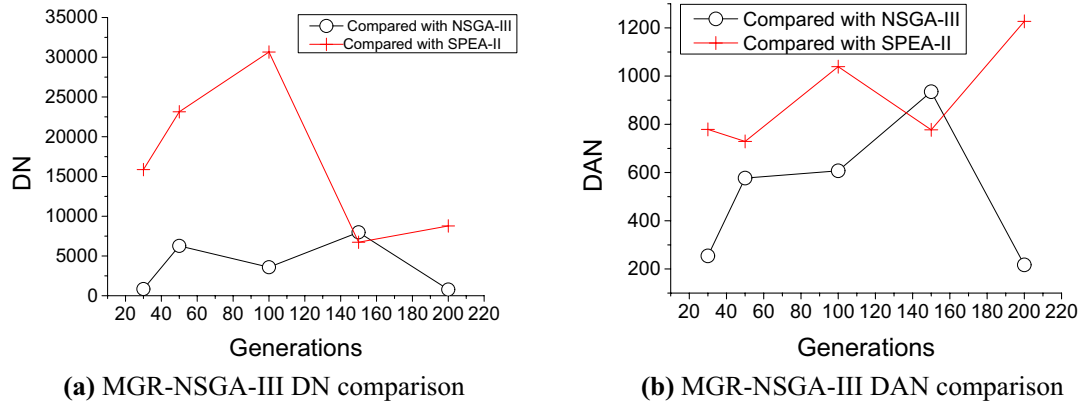 Compared with NSGA-III
Compared with SPEA-II
35000
30000
25000
20000
15000
10000
5000
0
DN
20 40 60 80 100 120 140 160 180 200 220
Generations
(a) MGR-NSGA-III DN comparison
Compared with NSGA-III
Compared with SPEA-II
1200
1000
800
600
400
200
DAN
20 40 60 80 100 120 140 160 180 200 220
Generations
(b) MGR-NSGA-III DAN comparison